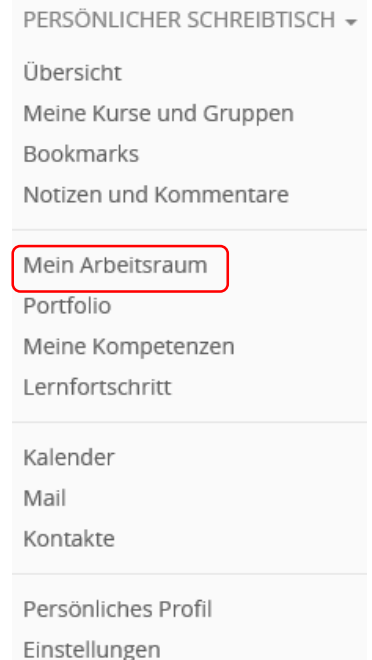 PERSÖNLICHER SCHREIBTISCH
Übersicht
Meine Kurse und Gruppen
Bookmarks
Notizen und Kommentare
Mein Arbeitsraum
Portfolio
Meine Kompetenzen
Lernfortschritt
Kalender
Mail
Kontakte
Persönliches Profil
Einstellungen